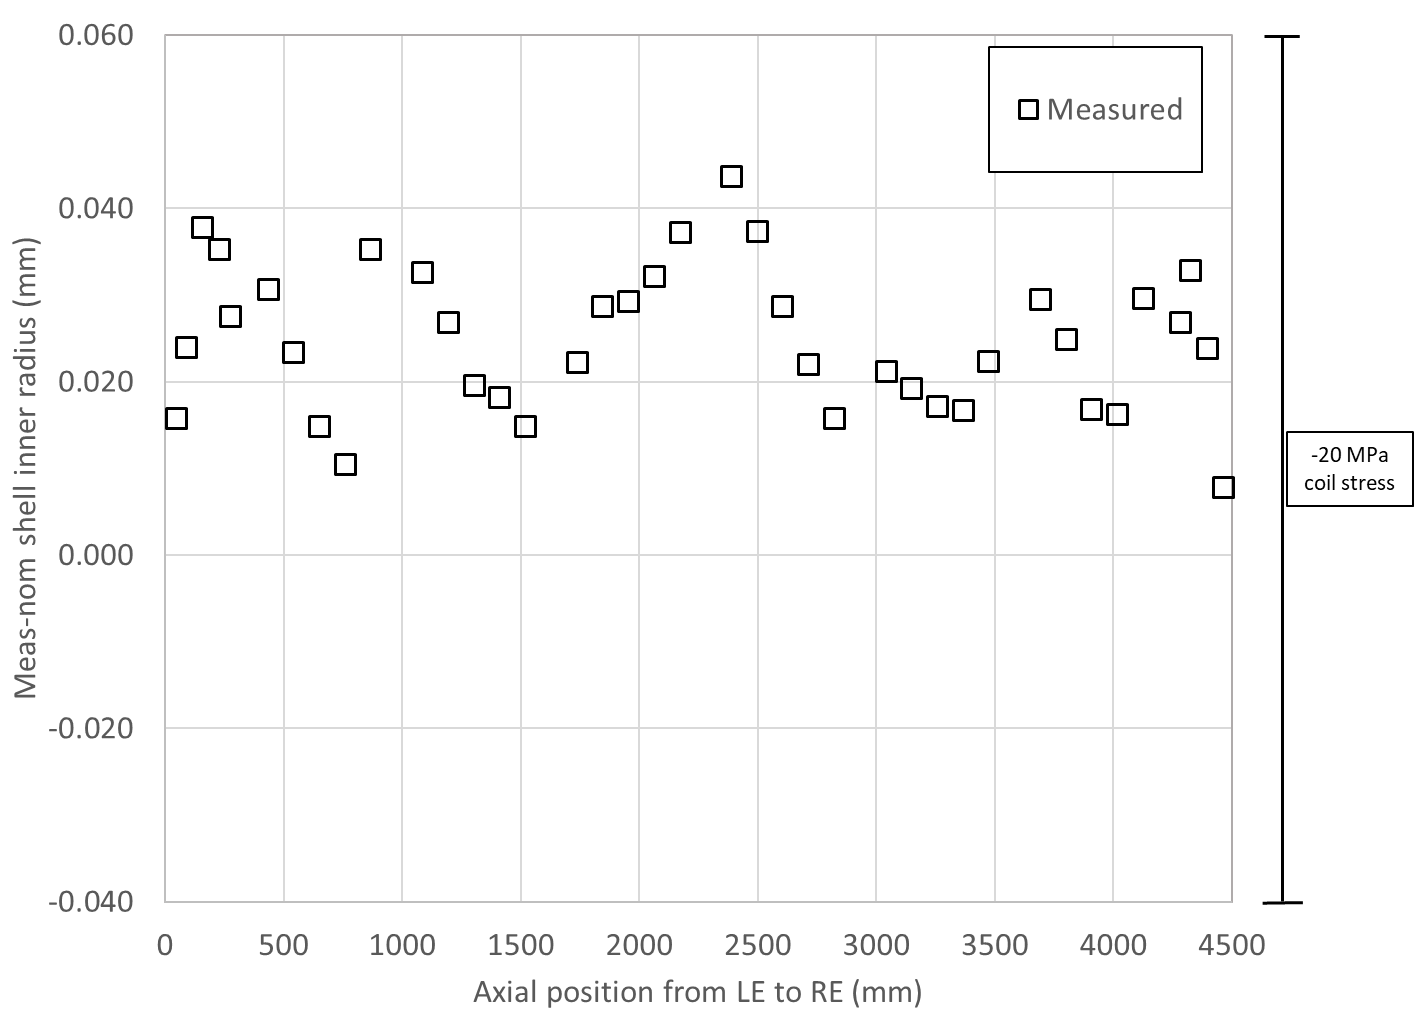 0.060
0.040
0.020
0.000
-0.020
-0.040
Meas-nom shell inner radius (mm)
Measured
-20 MPa
coil stress
0 500 1000 1500 2000 2500 3000 3500 4000 4500
Axial position from LE to RE (mm)